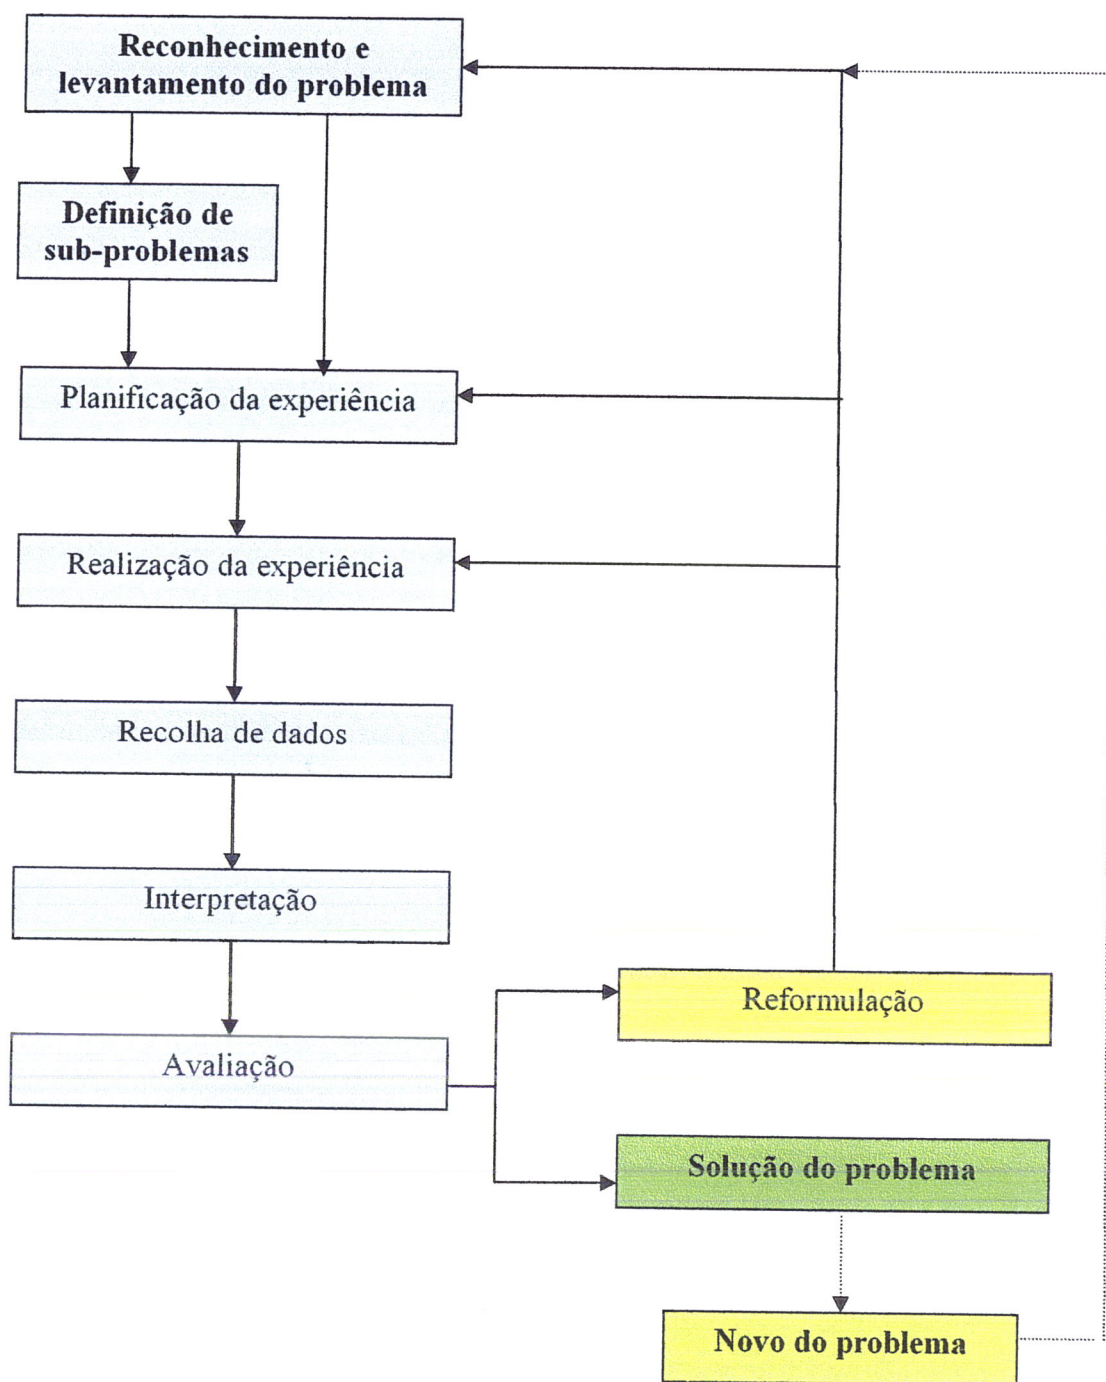 Reconhecimento e
levantamento do problema
Definição de
sub-problemas
Planificação da experiência
Realização da experiência
Recolha de dados
Interpretação
Avaliação
Reformulação
Solução do problema
Novo do problema